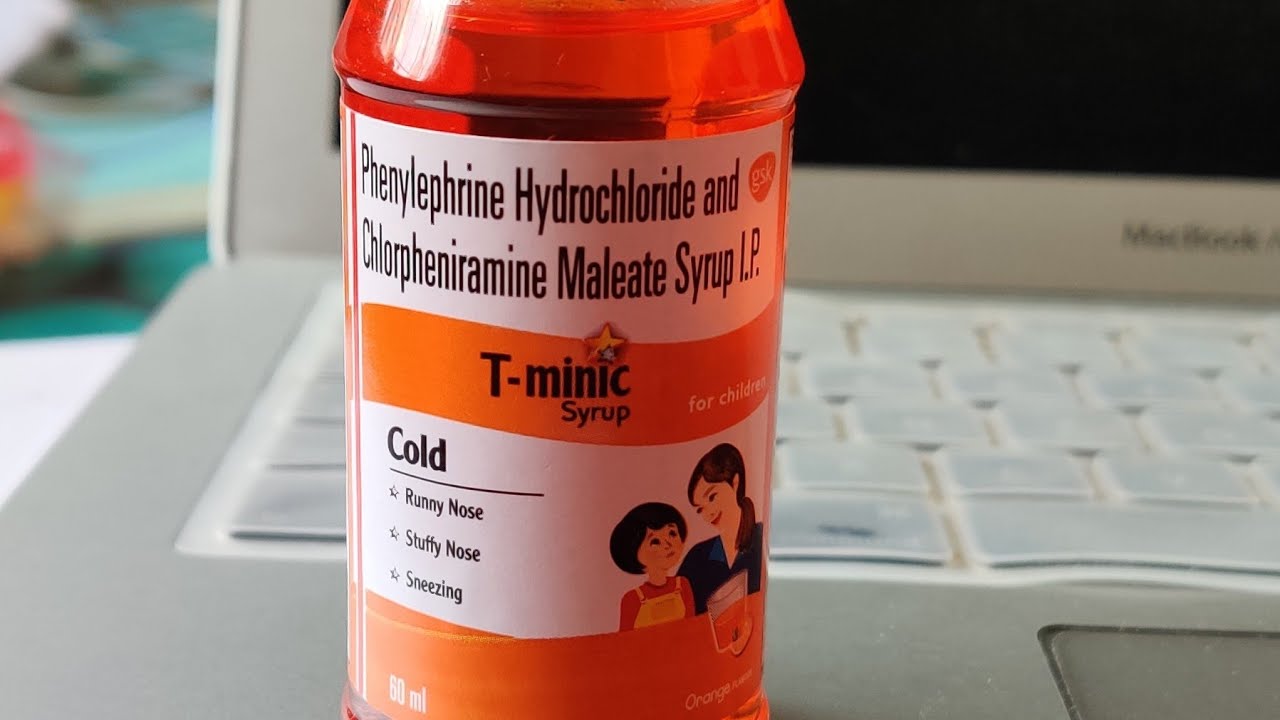 Phenylephrine Hydrochloride and
Chlorpheniramine Maleate Syrup I.P.
gsk
T-minic
Syrup
for children
Cold
Runny Nose
Stuffy Nose
Sneezing
60 ml
Orange
MacBook